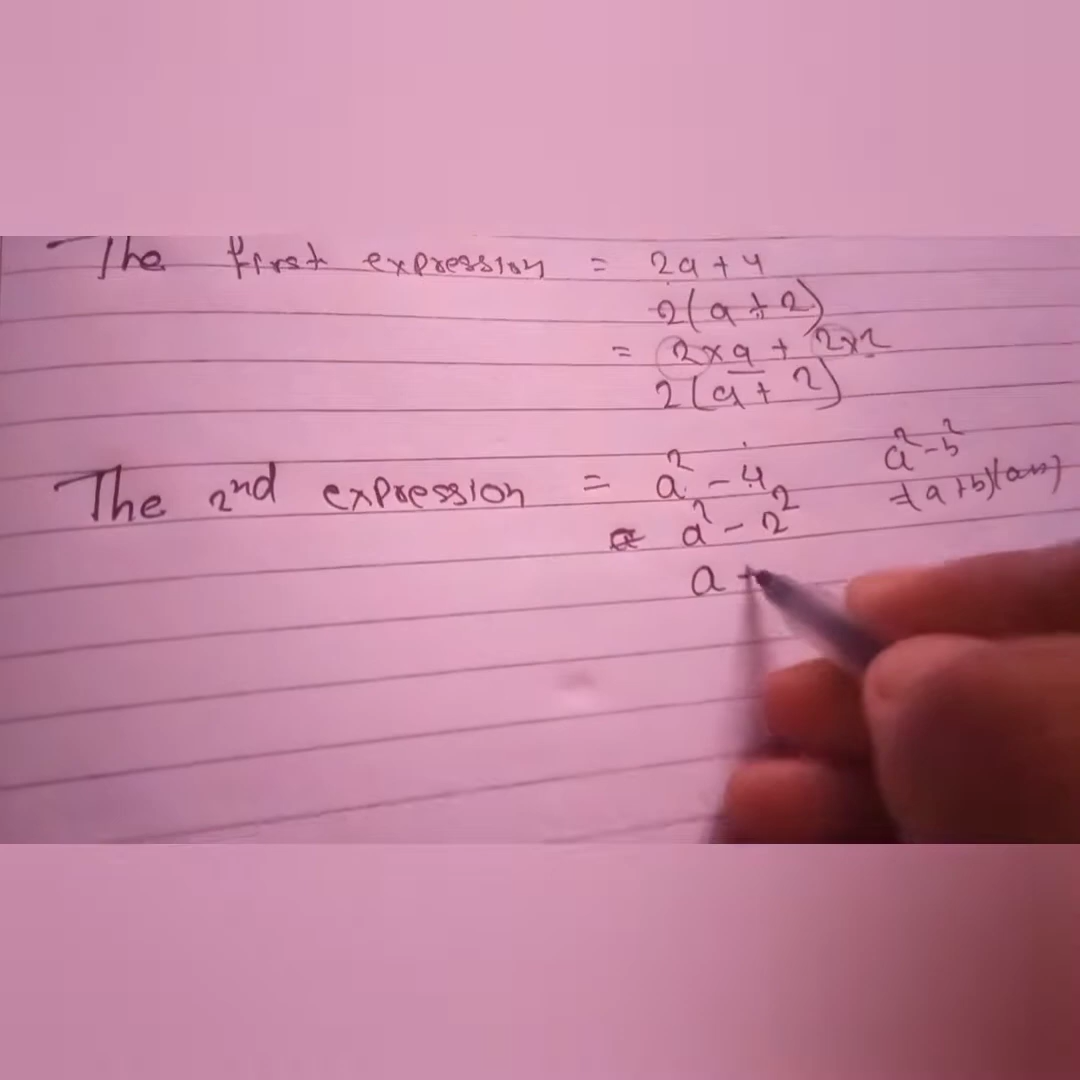 The first expression = 2a + 4
2(a + 2)
= 2 × a + 2×2
2(a + 2)
The 2nd expression = a² - 4
a² - 2²
a +
a² - b²
= (a + b)(a-b)